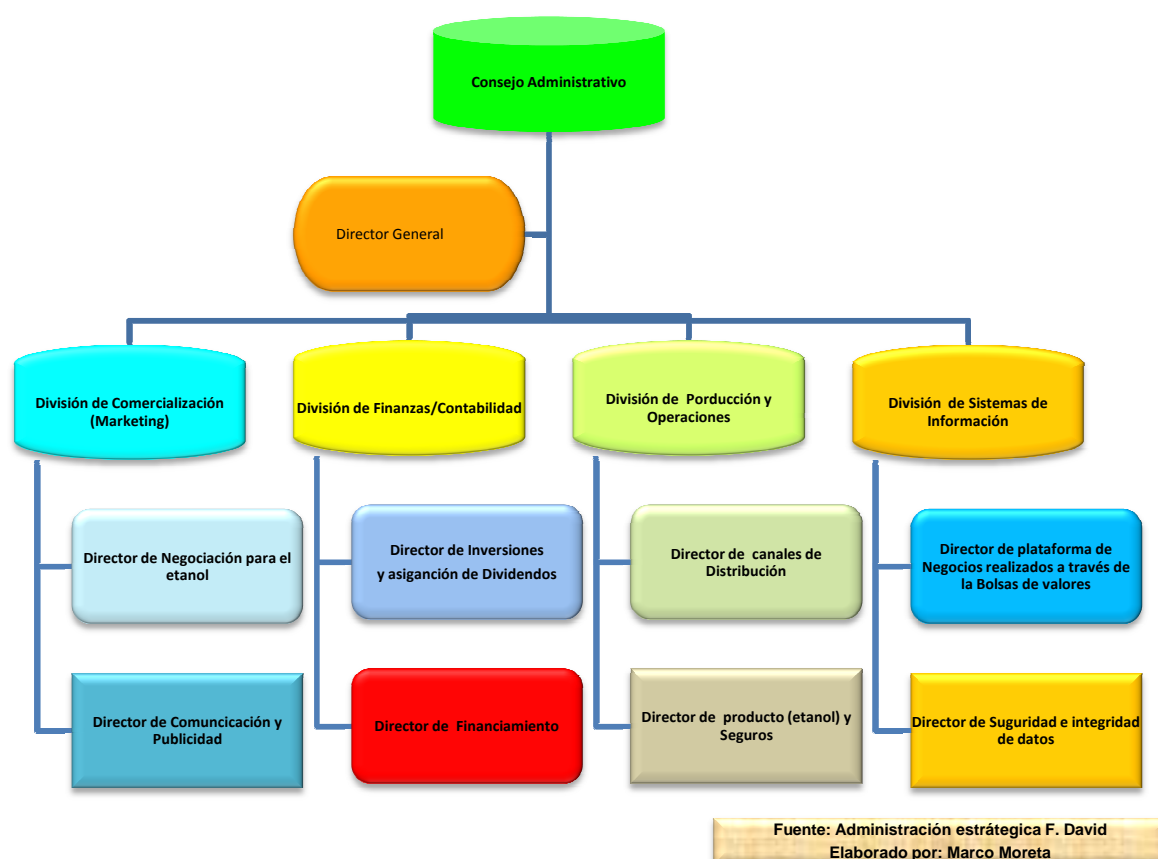 Consejo Administrativo
Director General
División de Comercialización
(Marketing)
División de Finanzas/Contabilidad
División de Porducción y
Operaciones
División de Sistemas de
Información
Director de Negociación para el
etanol
Director de Inversiones
y asiganción de Dividendos
Director de canales de
Distribución
Director de plataforma de
Negocios realizados a través de
la Bolsas de valores
Director de Comuncicación y
Publicidad
Director de Financiamiento
Director de producto (etanol) y
Seguros
Director de Suguridad e integridad
de datos
Fuente: Administración estrátegica F. David
Elaborado por: Marco Moreta